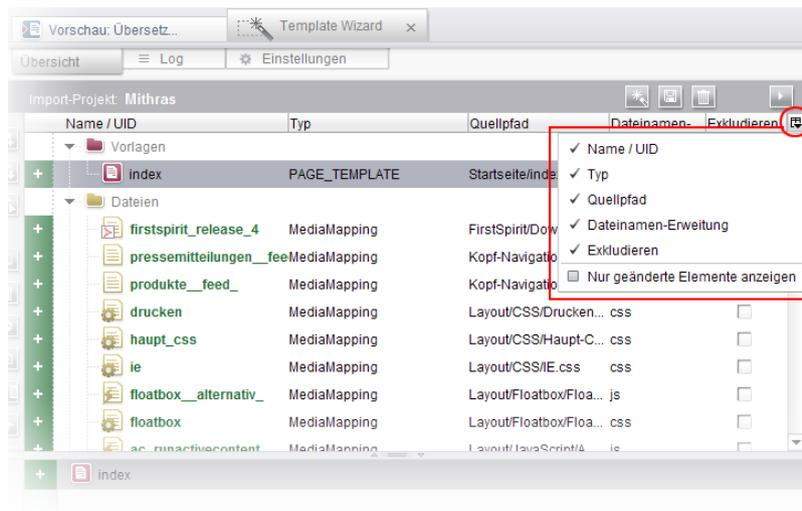 Vorschau: Übersetz...
Template Wizard
Übersicht
Log
Einstellungen
Import-Projekt: Mithras
Name / UID Typ Quellpfad Dateinamen- Exkludieren
Vorlagen
index PAGE_TEMPLATE Startseite/inde
Dateien
firstspirit_release_4 MediaMapping FirstSpirit/Dow
pressemitteilungen__fee MediaMapping Kopf-Navigatio
produkte__feed_ MediaMapping Kopf-Navigatio
drucken MediaMapping Layout/CSS/Drucken... css
haupt_css MediaMapping Layout/CSS/Haupt-C... css
ie MediaMapping Layout/CSS/IE.css css
floatbox__alternativ_ MediaMapping Layout/Floatbox/Floa... js
floatbox MediaMapping Layout/Floatbox/Floa... css
ac_runactivecontent MediaMapping Layout/JavaScript/A js
Name / UID
Typ
Quellpfad
Dateinamen-Erweitung
Exkludieren
Nur geänderte Elemente anzeigen
index